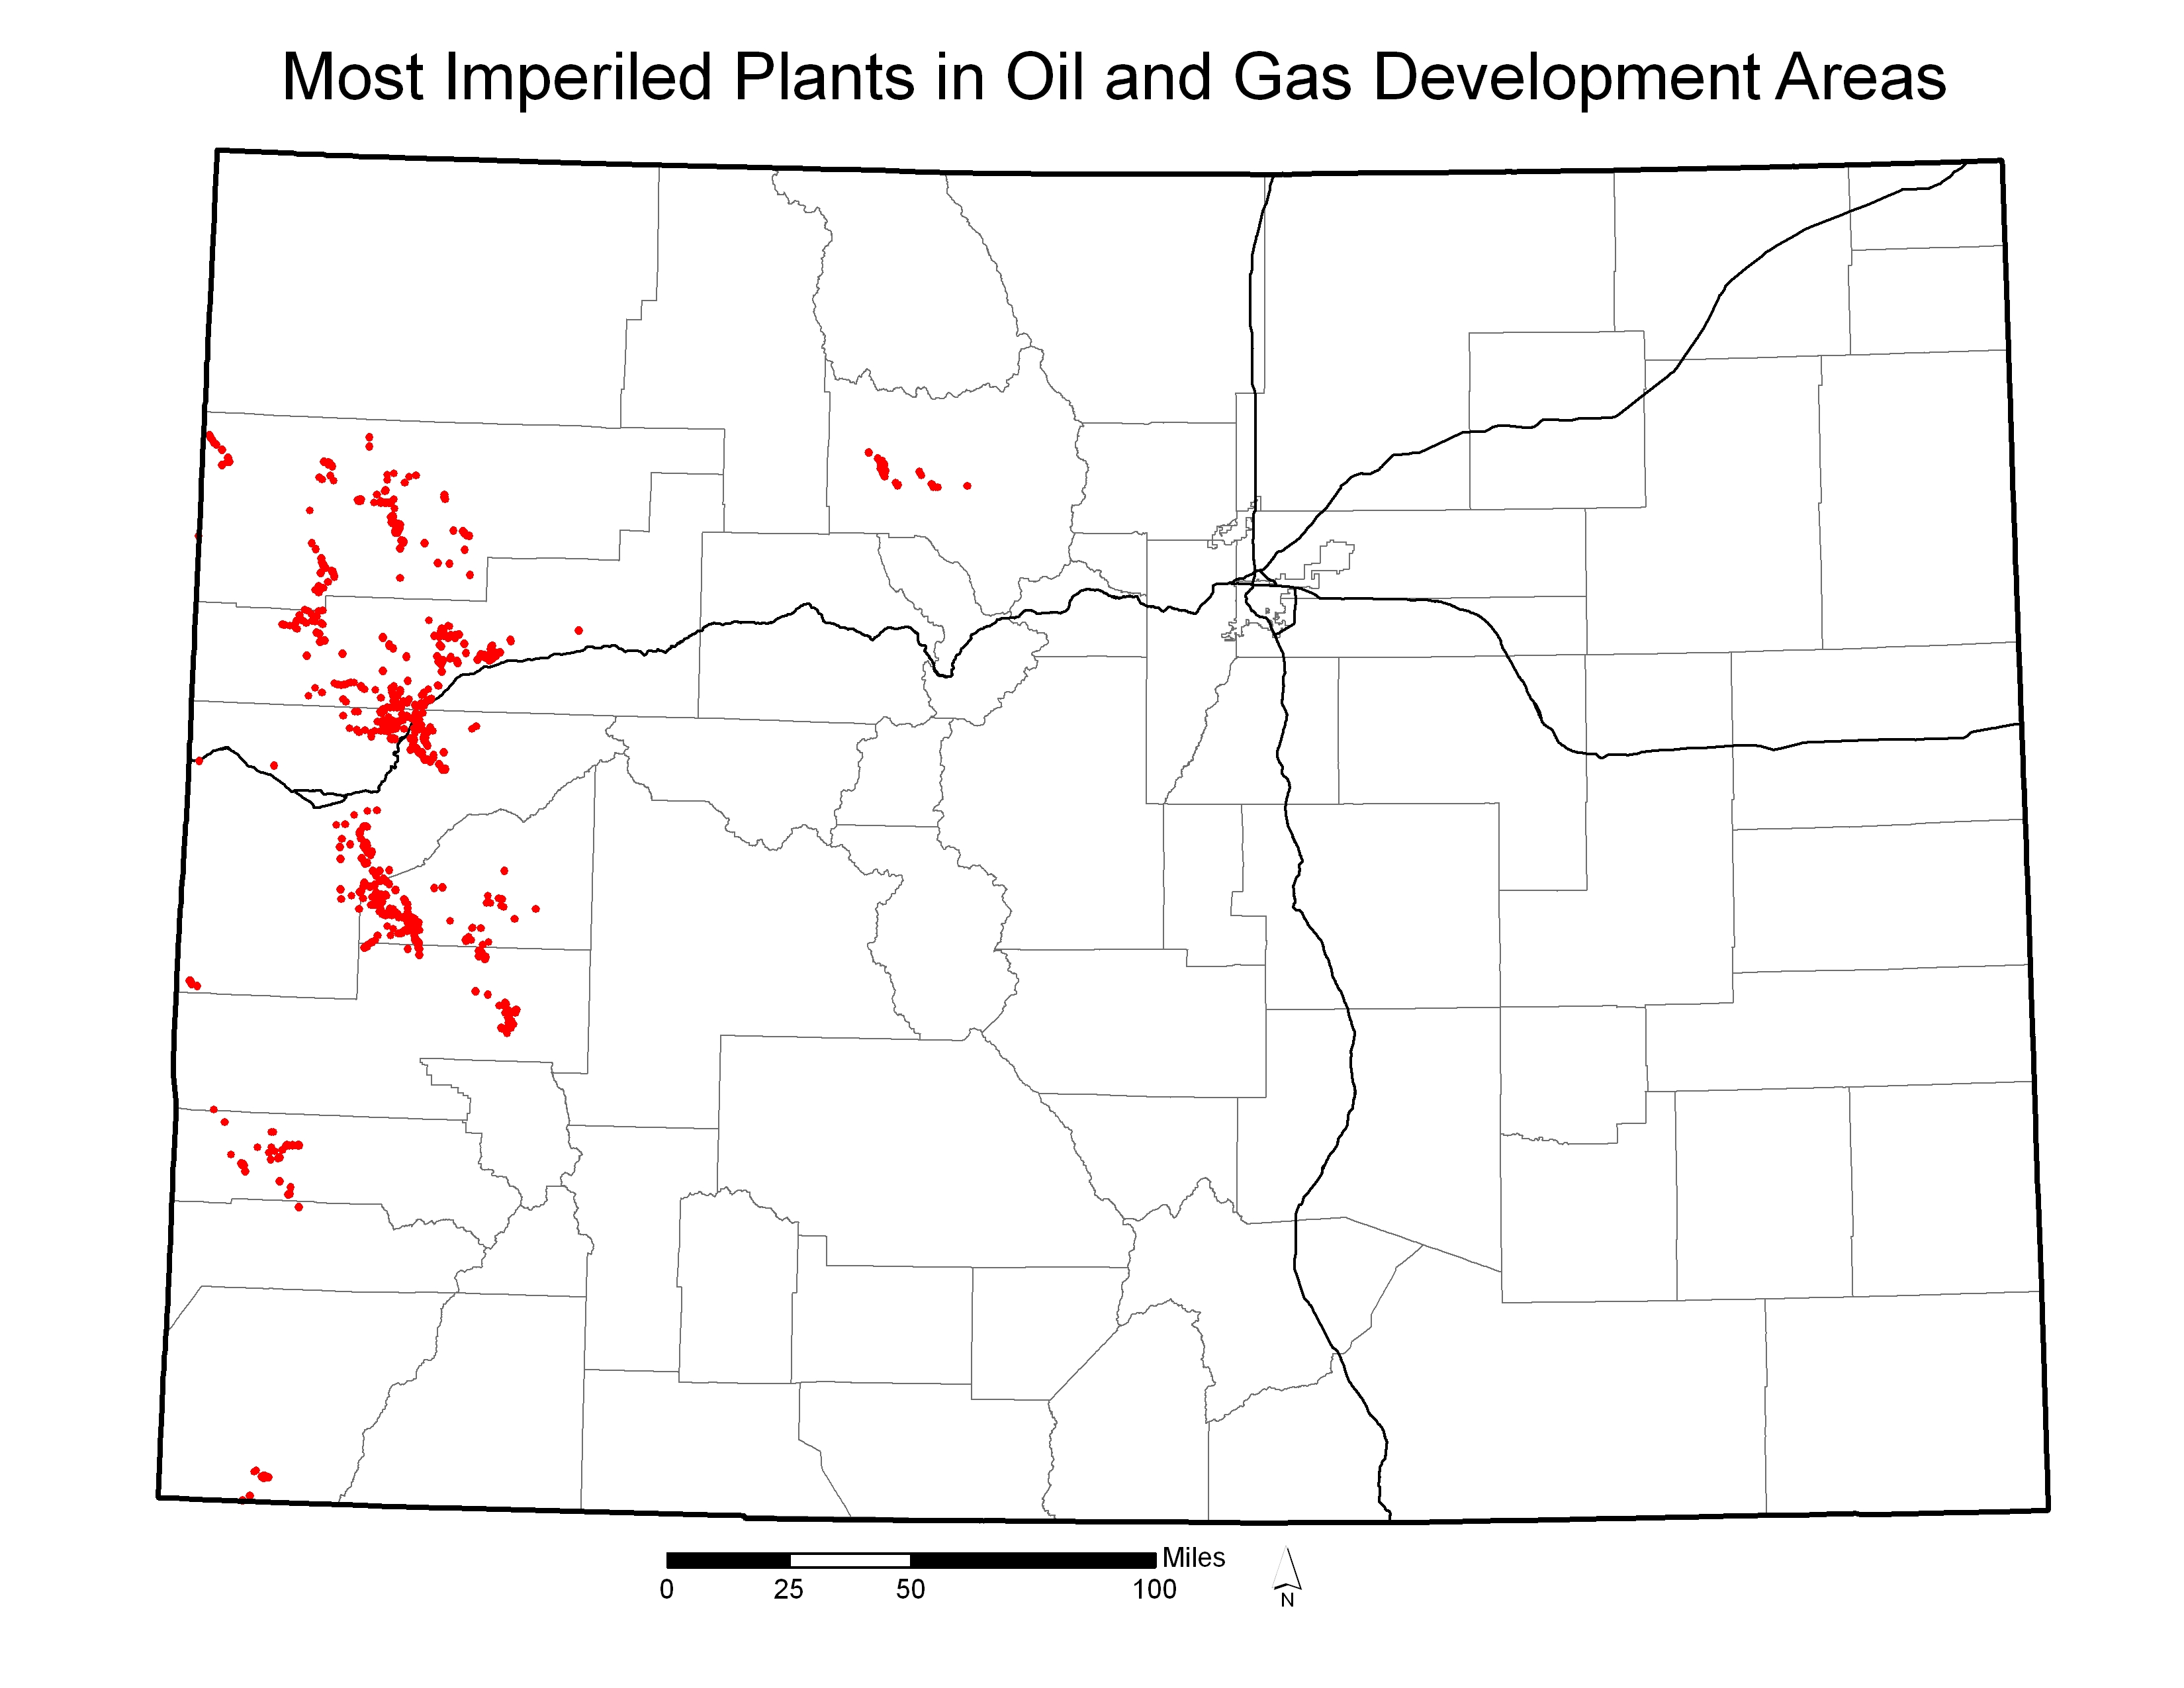 Most Imperiled Plants in Oil and Gas Development Areas
Miles
0 25 50 100
N